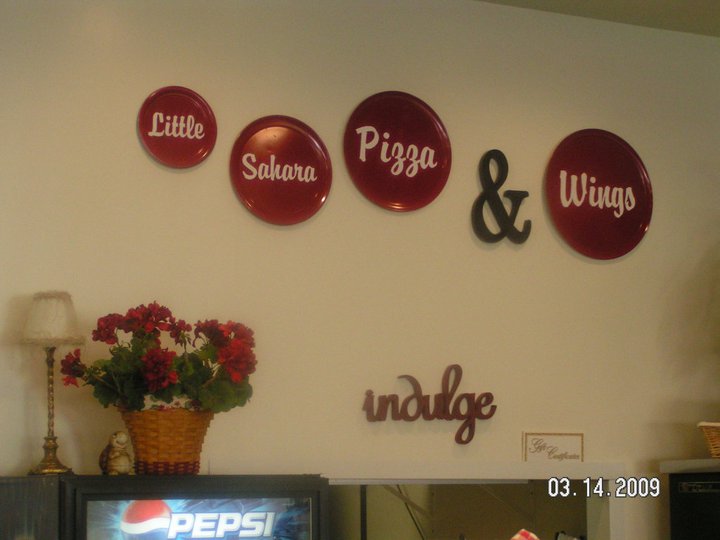 Little Sahara Pizza & Wings
indulge
Gift Certificates
PEPSI
03.14.2009